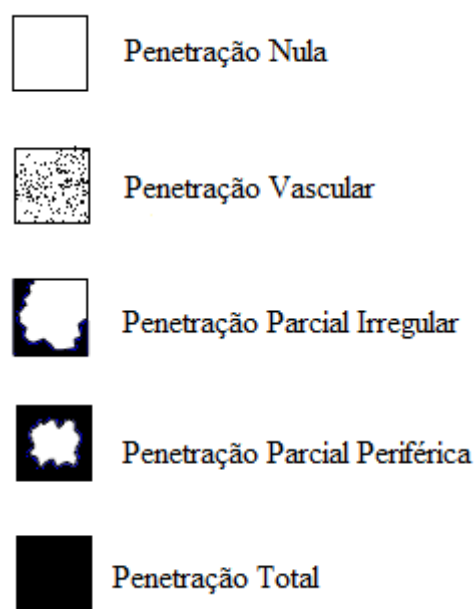 Penetração Nula
Penetração Vascular
Penetração Parcial Irregular
Penetração Parcial Periférica
Penetração Total